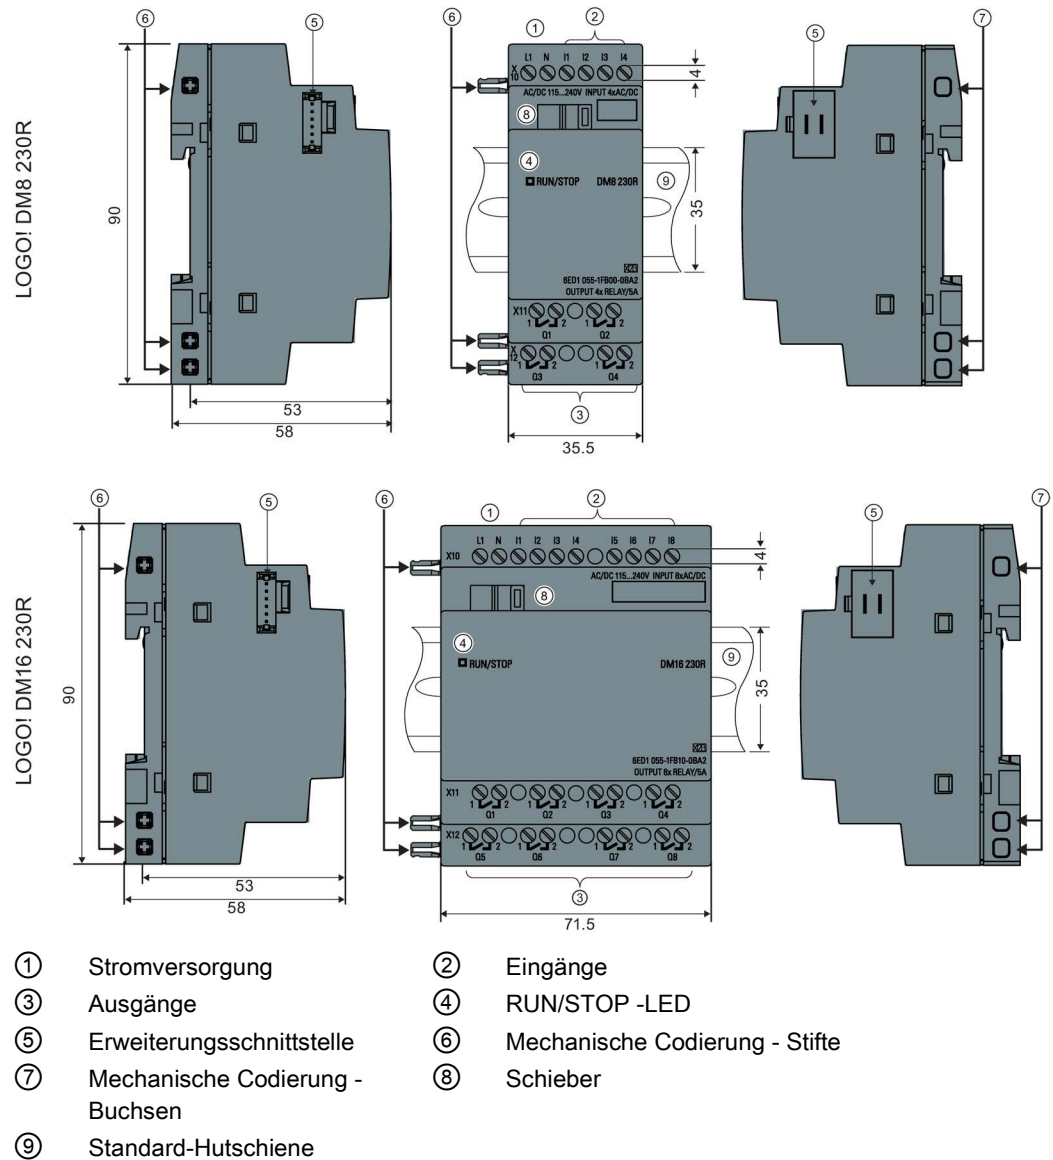 ⑥ ⑤ ⑥ ① ② ⑤ ⑦
L1 N I1 I2 I3 I4
X
10
4
AC/DC 115...240V INPUT 4xAC/DC
⑧
④ ⑨
RUN/STOP DM8 230R
LOGO! DM8 230R
90
35
X23
6ED1 055-1FB00-0BA2
OUTPUT 4x RELAY/5A
X11
1 2 1 2
Q1 Q2
X
12
1 2 1 2
Q3 Q4
53
58
③
35.5
⑥ ⑤ ⑥ ① ② ⑤ ⑦
L1 N I1 I2 I3 I4 I5 I6 I7 I8
X10
4
AC/DC 115...240V INPUT 8xAC/DC
⑧
④ ⑨
RUN/STOP DM16 230R
LOGO! DM16 230R
90
35
6ED1 055-1FB10-0BA2
OUTPUT 8x RELAY/5A
X11
1 2 1 2 1 2 1 2
Q1 Q2 Q3 Q4
X12
1 2 1 2 1 2 1 2
Q5 Q6 Q7 Q8
53
58
③
71.5
① Stromversorgung ② Eingänge
③ Ausgänge ④ RUN/STOP -LED
⑤ Erweiterungsschnittstelle ⑥ Mechanische Codierung - Stifte
⑦ Mechanische Codierung - ⑧ Schieber
Buchsen
⑨ Standard-Hutschiene